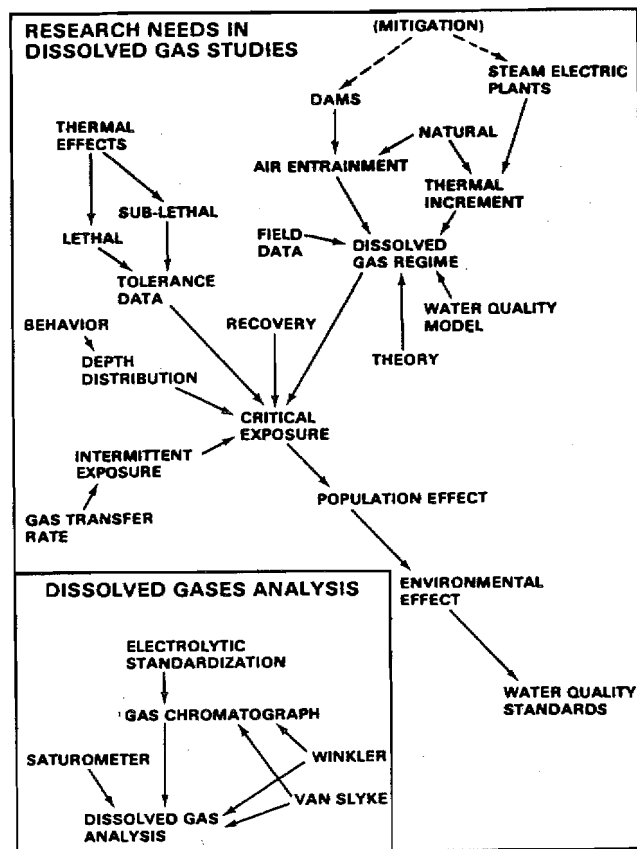 RESEARCH NEEDS IN
DISSOLVED GAS STUDIES
(MITIGATION)
STEAM ELECTRIC
PLANTS
DAMS
THERMAL
EFFECTS
NATURAL
AIR ENTRAINMENT
THERMAL
INCREMENT
SUB-LETHAL
LETHAL
FIELD
DATA
DISSOLVED
GAS REGIME
TOLERANCE
DATA
WATER QUALITY
MODEL
BEHAVIOR
RECOVERY
THEORY
DEPTH
DISTRIBUTION
CRITICAL
EXPOSURE
INTERMITTENT
EXPOSURE
POPULATION EFFECT
GAS TRANSFER
RATE
ENVIRONMENTAL
EFFECT
WATER QUALITY
STANDARDS
DISSOLVED GASES ANALYSIS
ELECTROLYTIC
STANDARDIZATION
GAS CHROMATOGRAPH
SATUROMETER
WINKLER
VAN SLYKE
DISSOLVED GAS
ANALYSIS